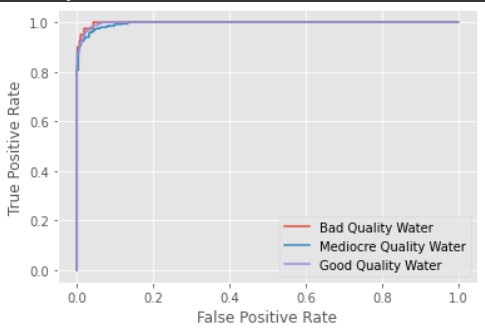 1.0
0.8
0.6
0.4
0.2
0.0
True Positive Rate
Bad Quality Water
Mediocre Quality Water
Good Quality Water
0.0 0.2 0.4 0.6 0.8 1.0
False Positive Rate